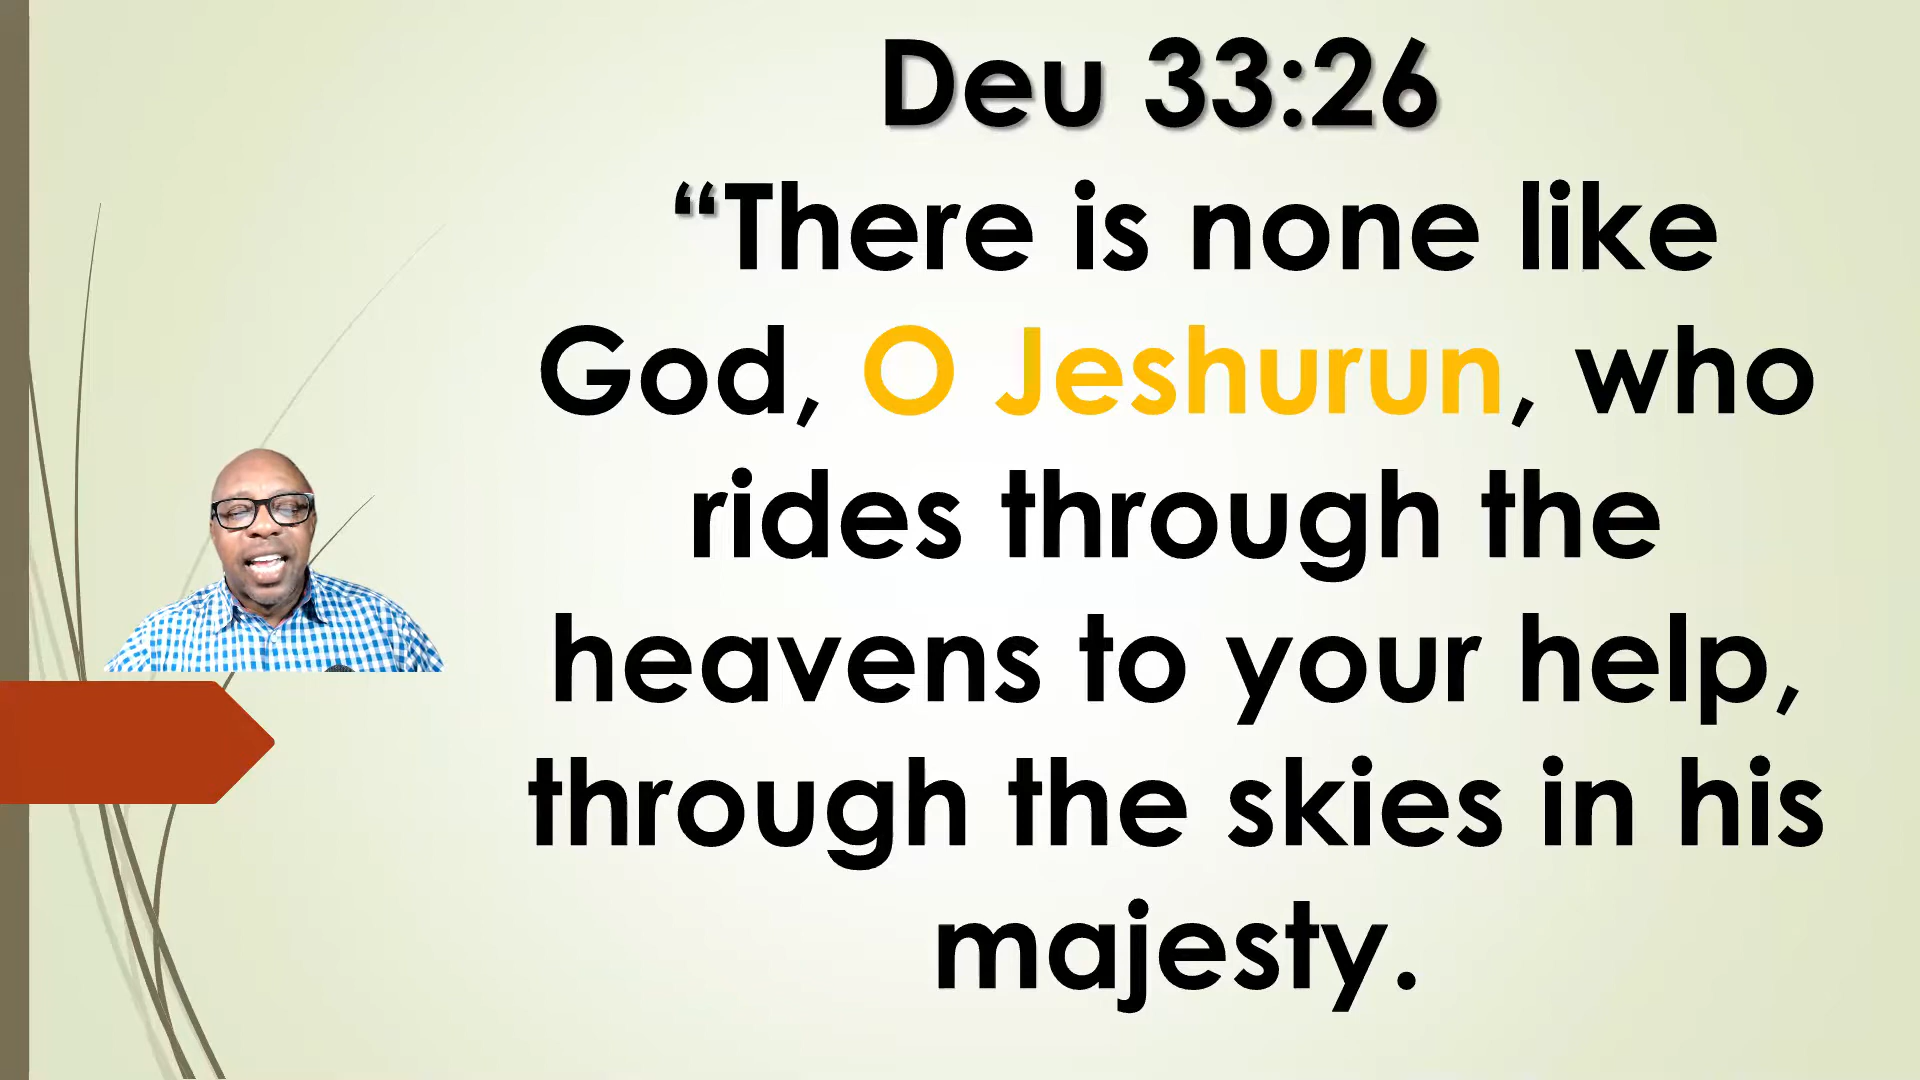 Deu 33:26
“There is none like
God, O Jeshurun, who
rides through the
heavens to your help,
through the skies in his
majesty.